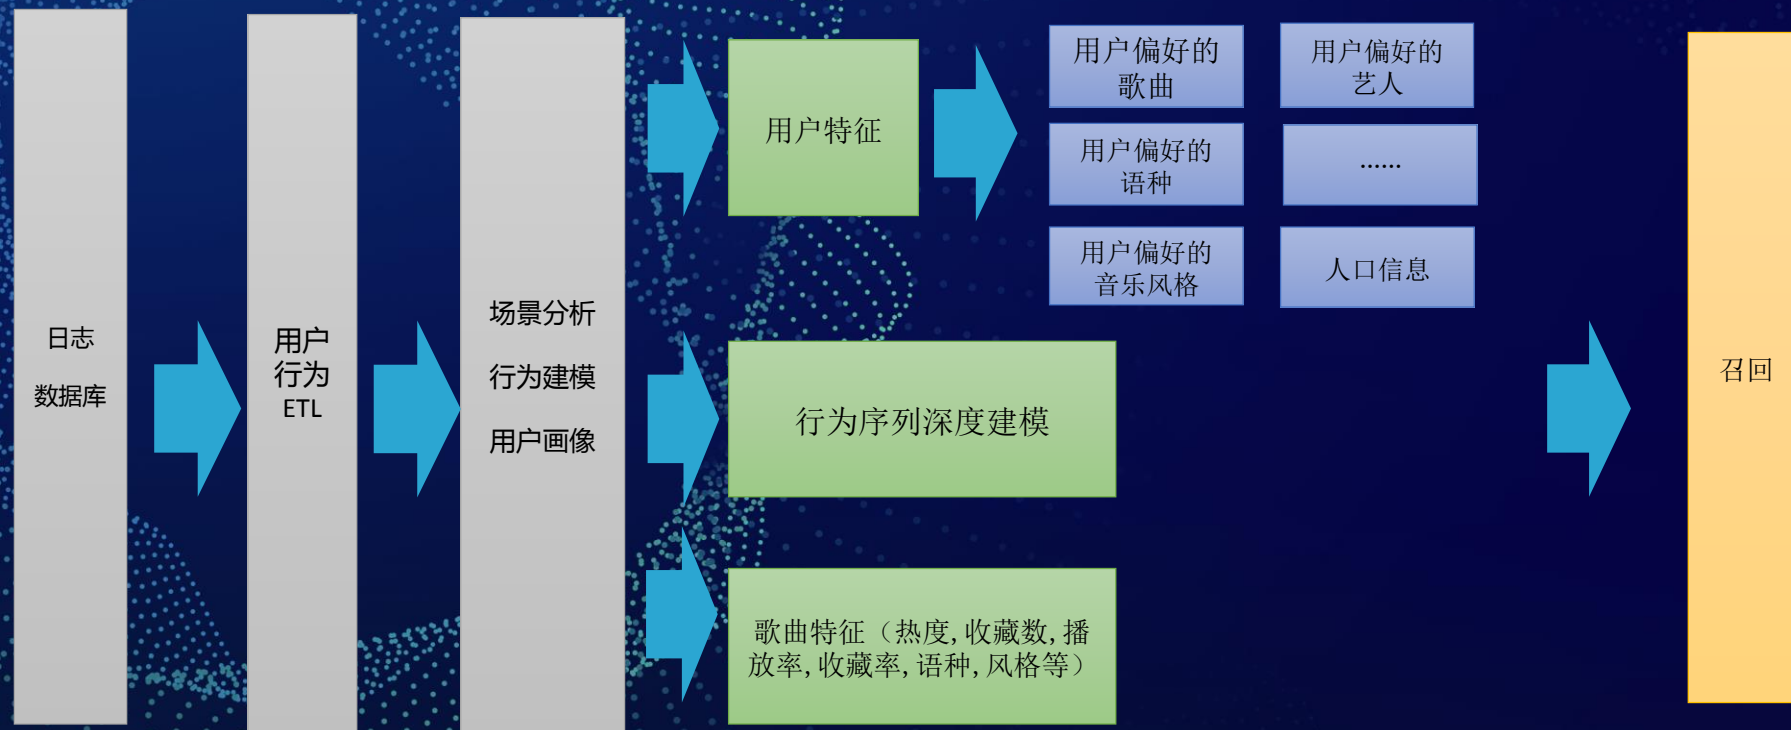 日志
数据库
用户
行为
ETL
场景分析
行为建模
用户画像
用户特征
用户偏好的
歌曲
用户偏好的
艺人
用户偏好的
语种
......
用户偏好的
音乐风格
人口信息
行为序列深度建模
歌曲特征（热度,收藏数,播
放率,收藏率,语种,风格等）
召回